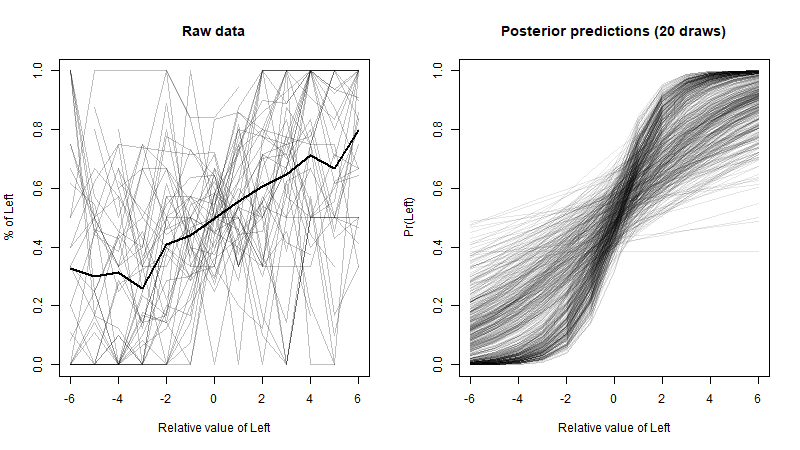 Raw data
% of Left
1.0
0.8
0.6
0.4
0.2
0.0
-6 -4 -2 0 2 4 6
Relative value of Left
Posterior predictions (20 draws)
Pr(Left)
1.0
0.8
0.6
0.4
0.2
0.0
-6 -4 -2 0 2 4 6
Relative value of Left